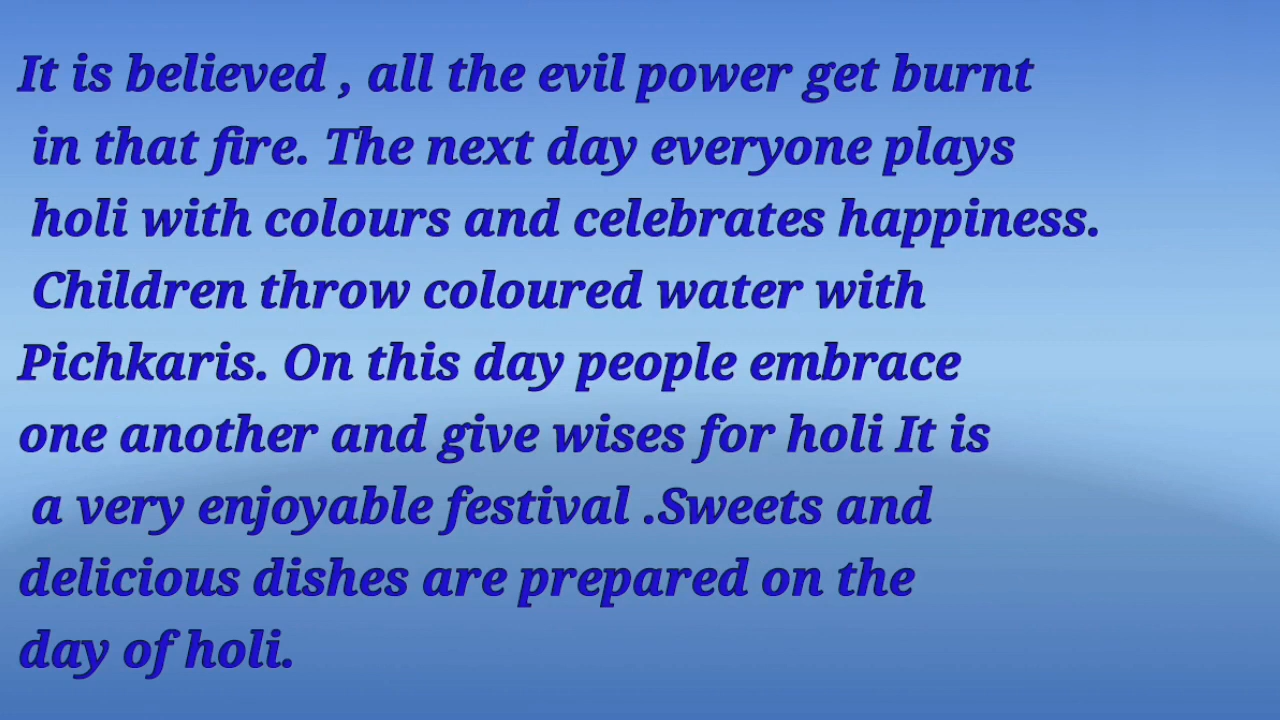 It is believed , all the evil power get burnt
in that fire. The next day everyone plays
holi with colours and celebrates happiness.
Children throw coloured water with
Pichkaris. On this day people embrace
one another and give wises for holi It is
a very enjoyable festival .Sweets and
delicious dishes are prepared on the
day of holi.